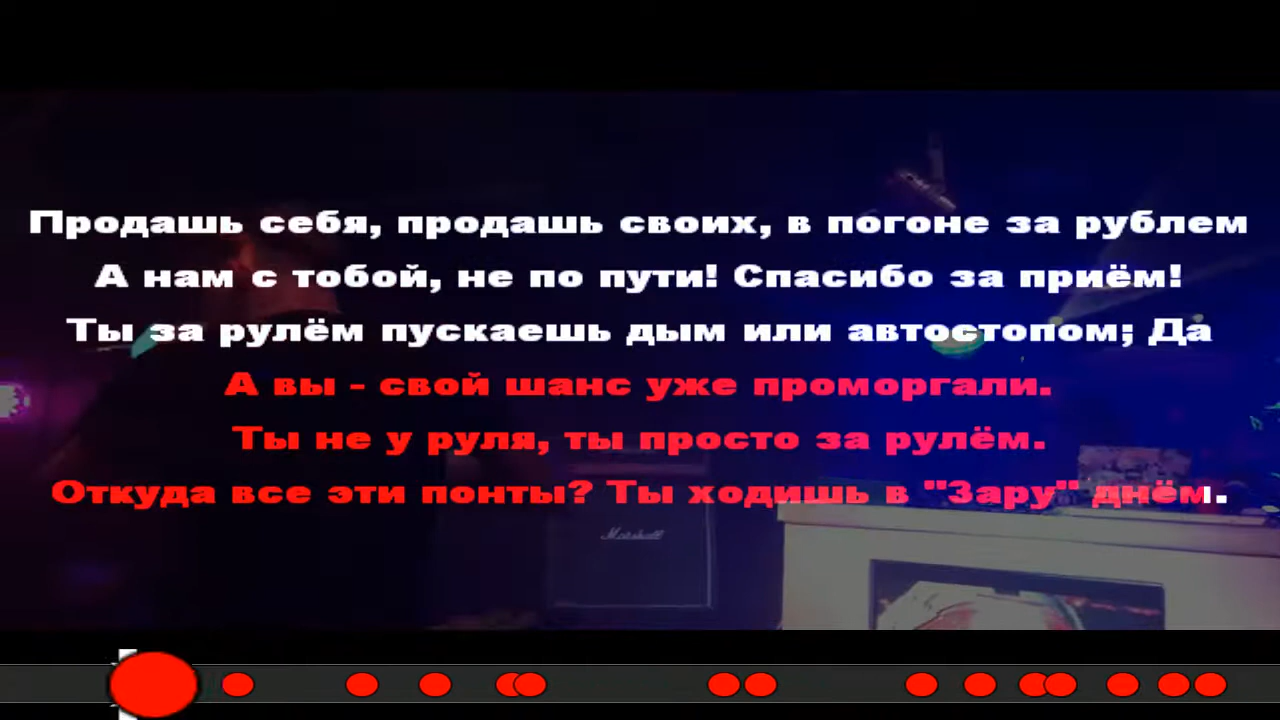 Продашь себя, продашь своих, в погоне за рублем
А нам с тобой, не по пути! Спасибо за приём!
Ты за рулём пускаешь дым или автостопом; Да
А вы - свой шанс уже проморгали.
Ты не у руля, ты просто за рулём.
Откуда все эти понты? Ты ходишь в "Зару" днём.
Marshall